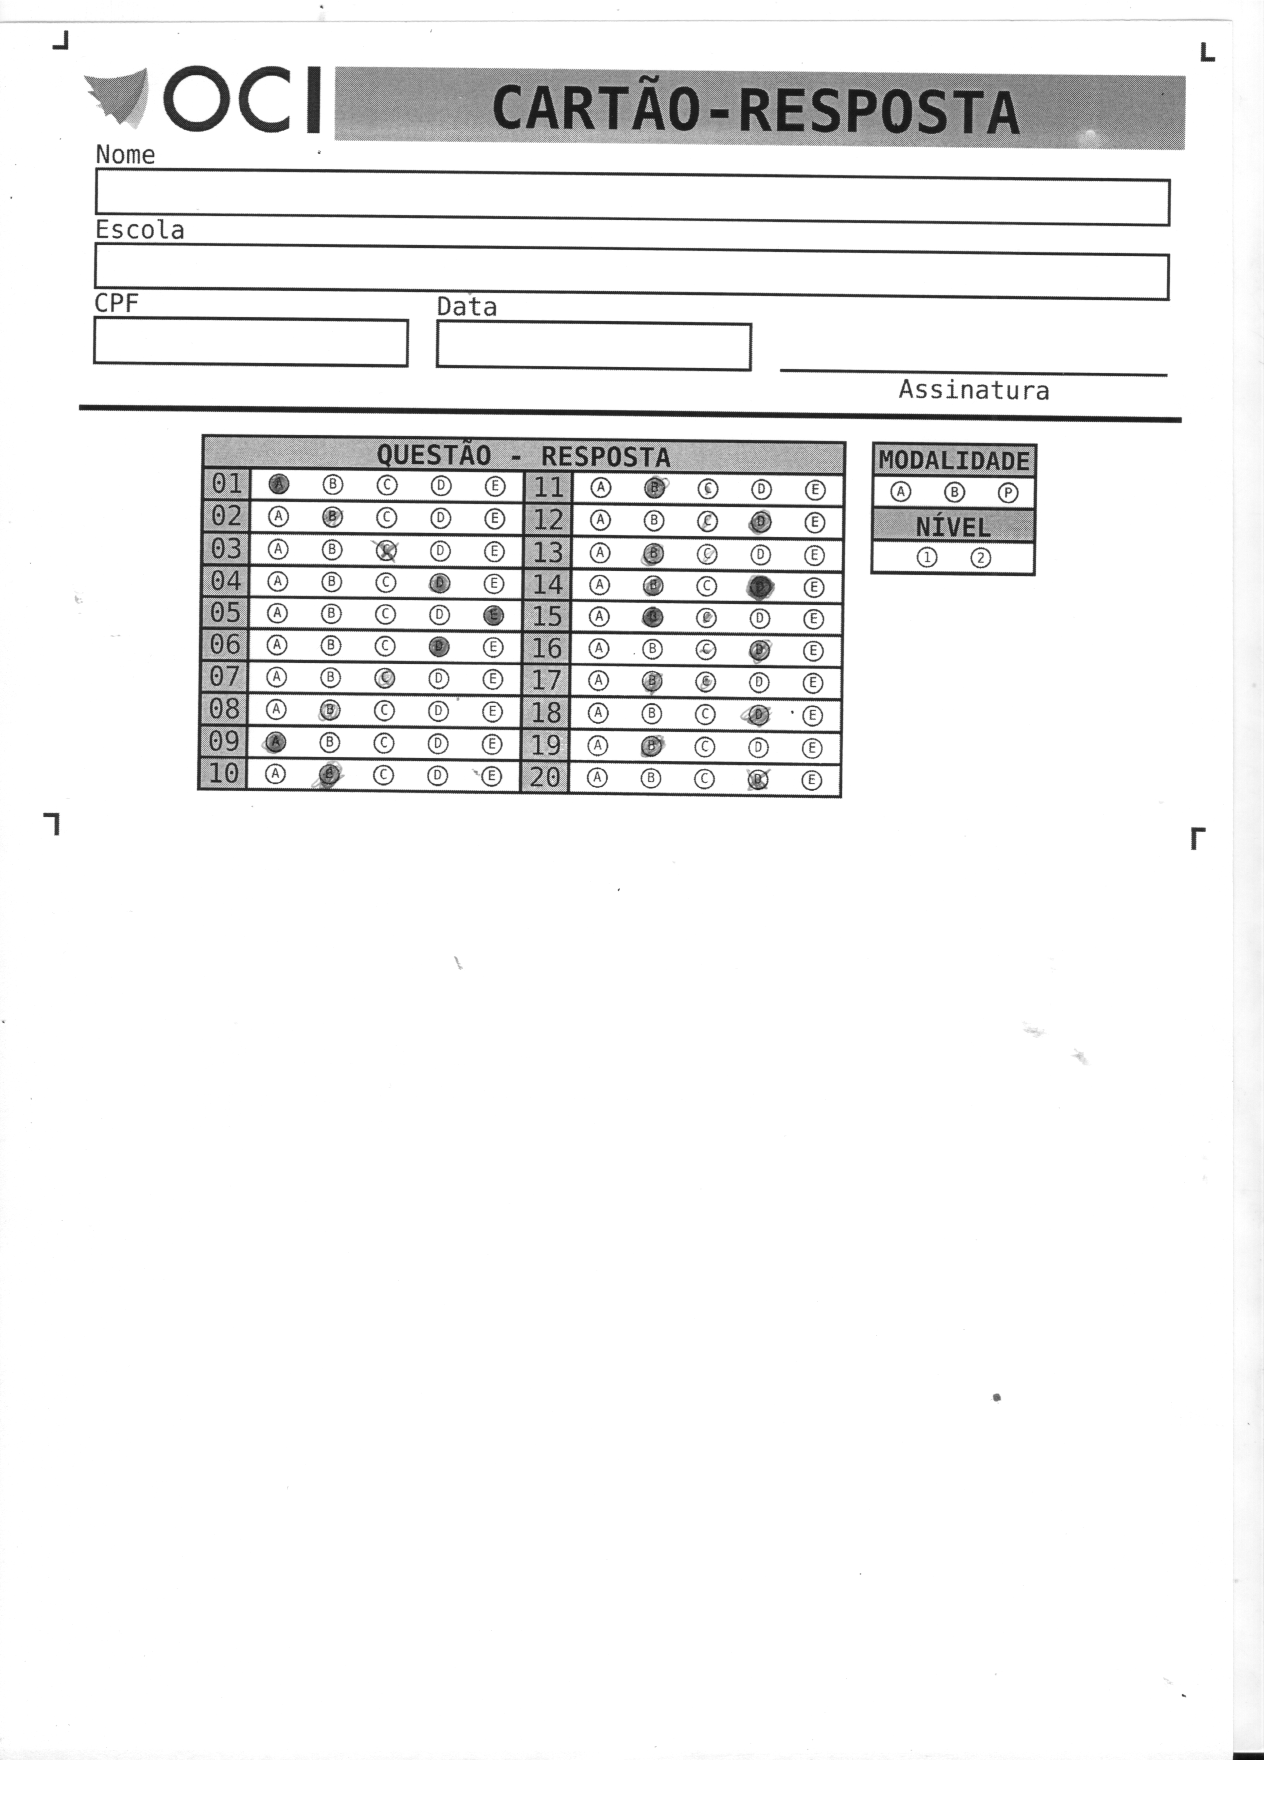 OCI CARTÃO-RESPOSTA
Nome
Escola
CPF Data
Assinatura
QUESTÃO - RESPOSTA MODALIDADE
01 A B C D E 11 A B C D E A B P
02 A B C D E 12 A B C D E NÍVEL
03 A B C D E 13 A B C D E 1 2
04 A B C D E 14 A B C D E
05 A B C D E 15 A B C D E
06 A B C D E 16 A B C D E
07 A B C D E 17 A B C D E
08 A B C D E 18 A B C D E
09 A B C D E 19 A B C D E
10 A B C D E 20 A B C D E